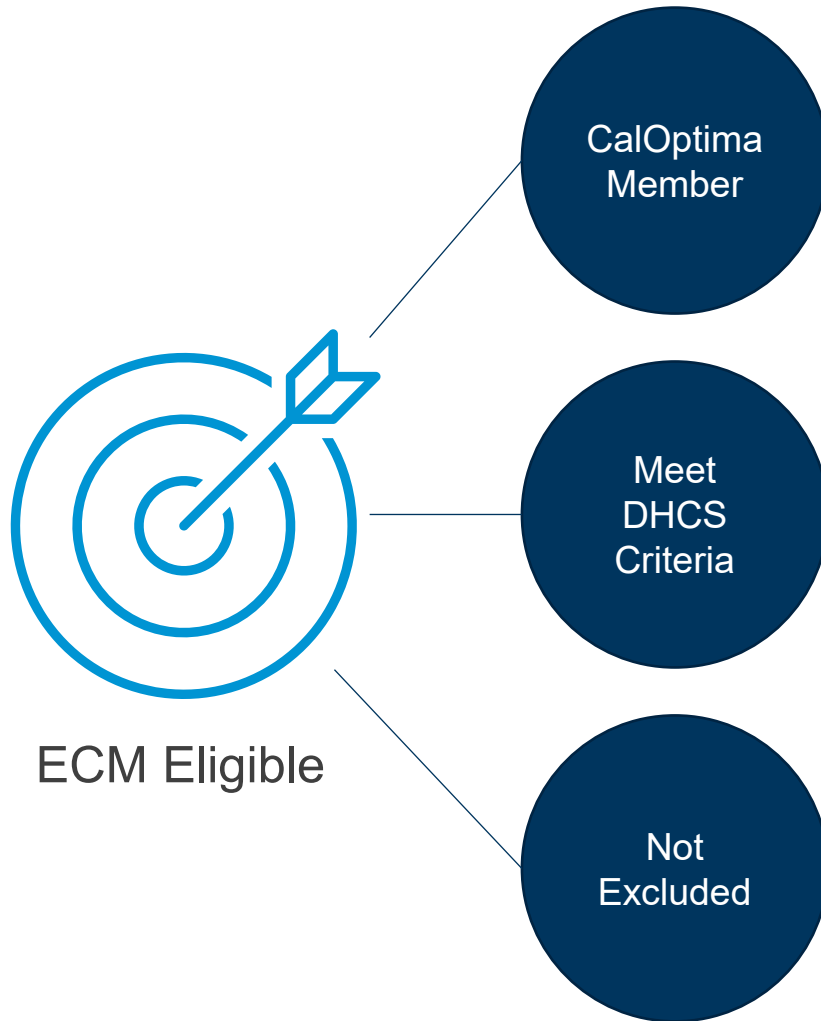 CalOptima
Member
Meet
DHCS
Criteria
ECM Eligible
Not
Excluded